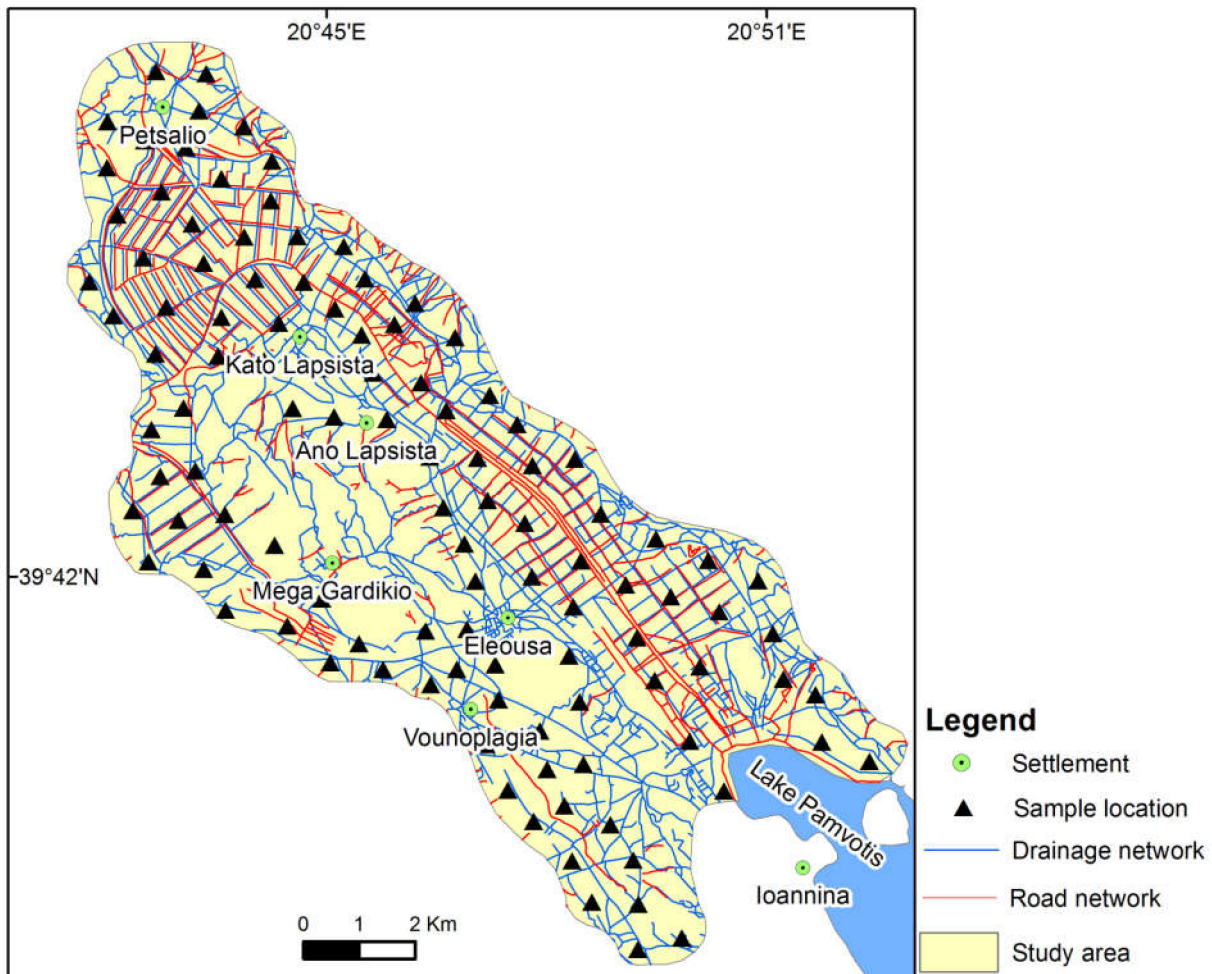 20°45'E
20°51'E
Petsalio
Kato Lapsista
Ano Lapsista
39°42'N
Mega Gardikio
Eleousa
Vounoplagia
Lake Pamvotis
Ioannina
0 1 2 Km
Legend
Settlement
Sample location
Drainage network
Road network
Study area